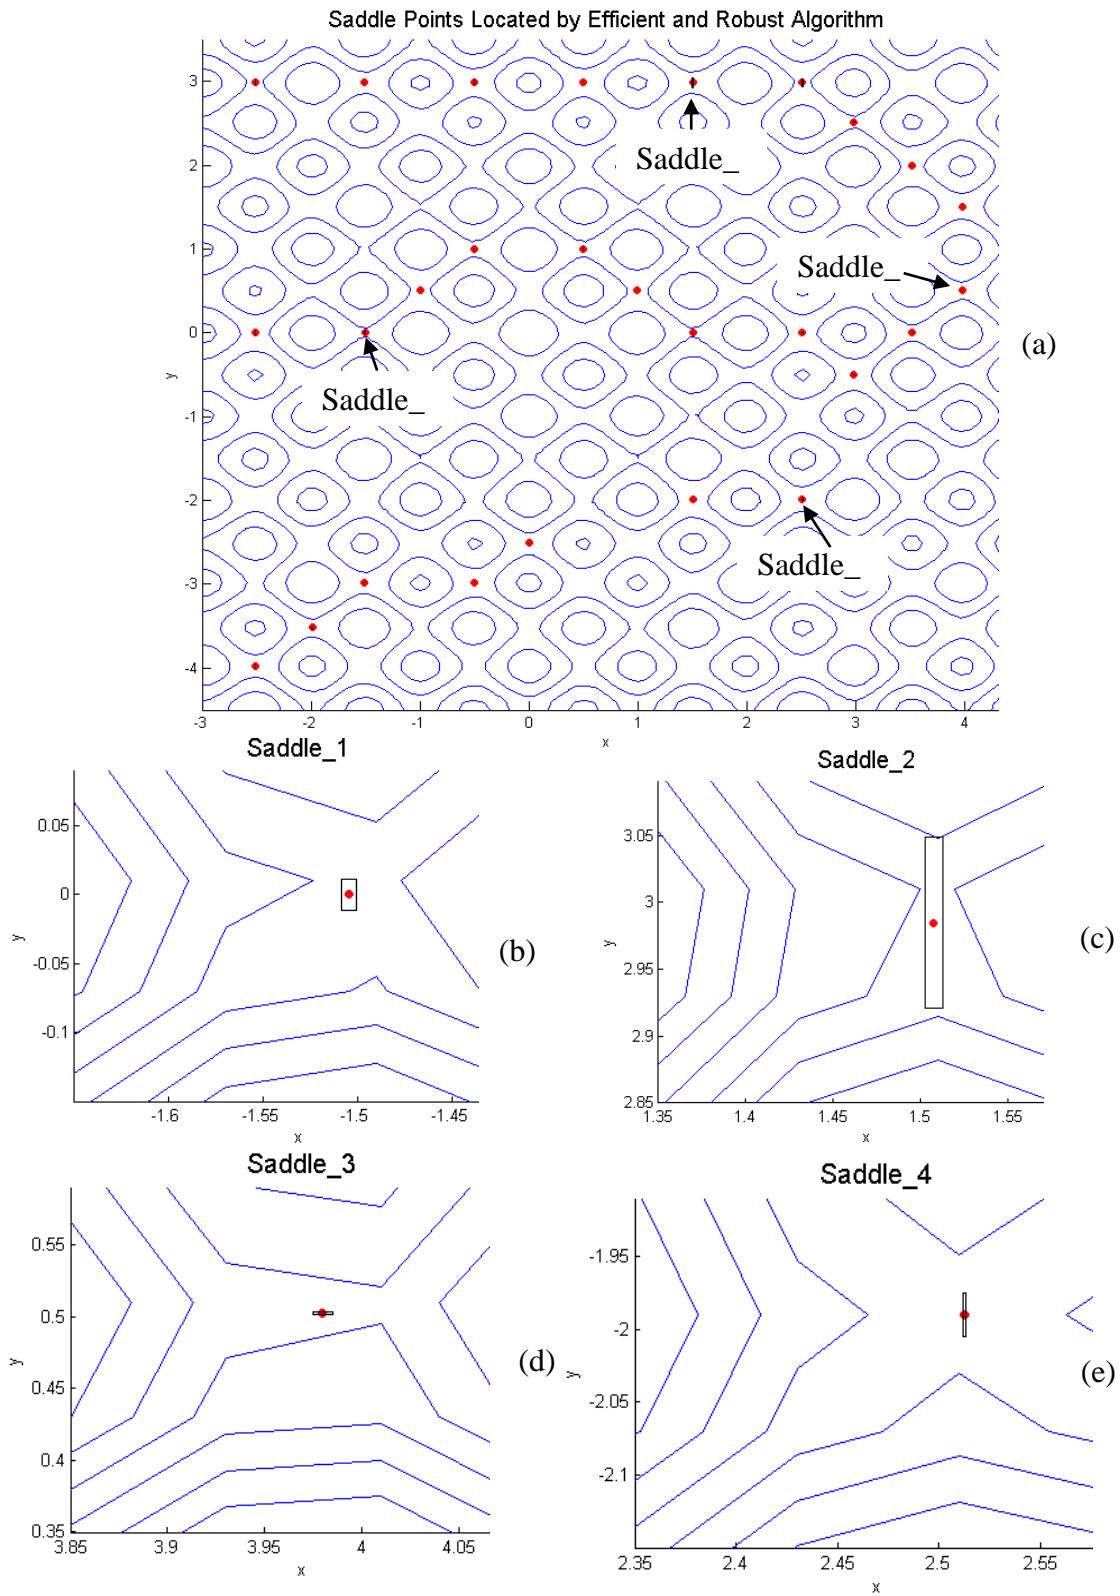 Saddle Points Located by Efficient and Robust Algorithm
3
2
1
0
-1
-2
-3
-4
y
Saddle_
Saddle_
Saddle_
Saddle_
(a)
-3 -2 -1 0 1 2 3 4
x
Saddle_1
0.05
0
-0.05
-0.1
y
-1.6 -1.55 -1.5 -1.45
x
(b)
Saddle_2
3.05
3
2.95
2.9
2.85
y
1.35 1.4 1.45 1.5 1.55
x
(c)
Saddle_3
0.55
0.5
0.45
0.4
0.35
y
3.85 3.9 3.95 4 4.05
x
(d)
Saddle_4
-1.95
-2
-2.05
-2.1
y
2.35 2.4 2.45 2.5 2.55
x
(e)